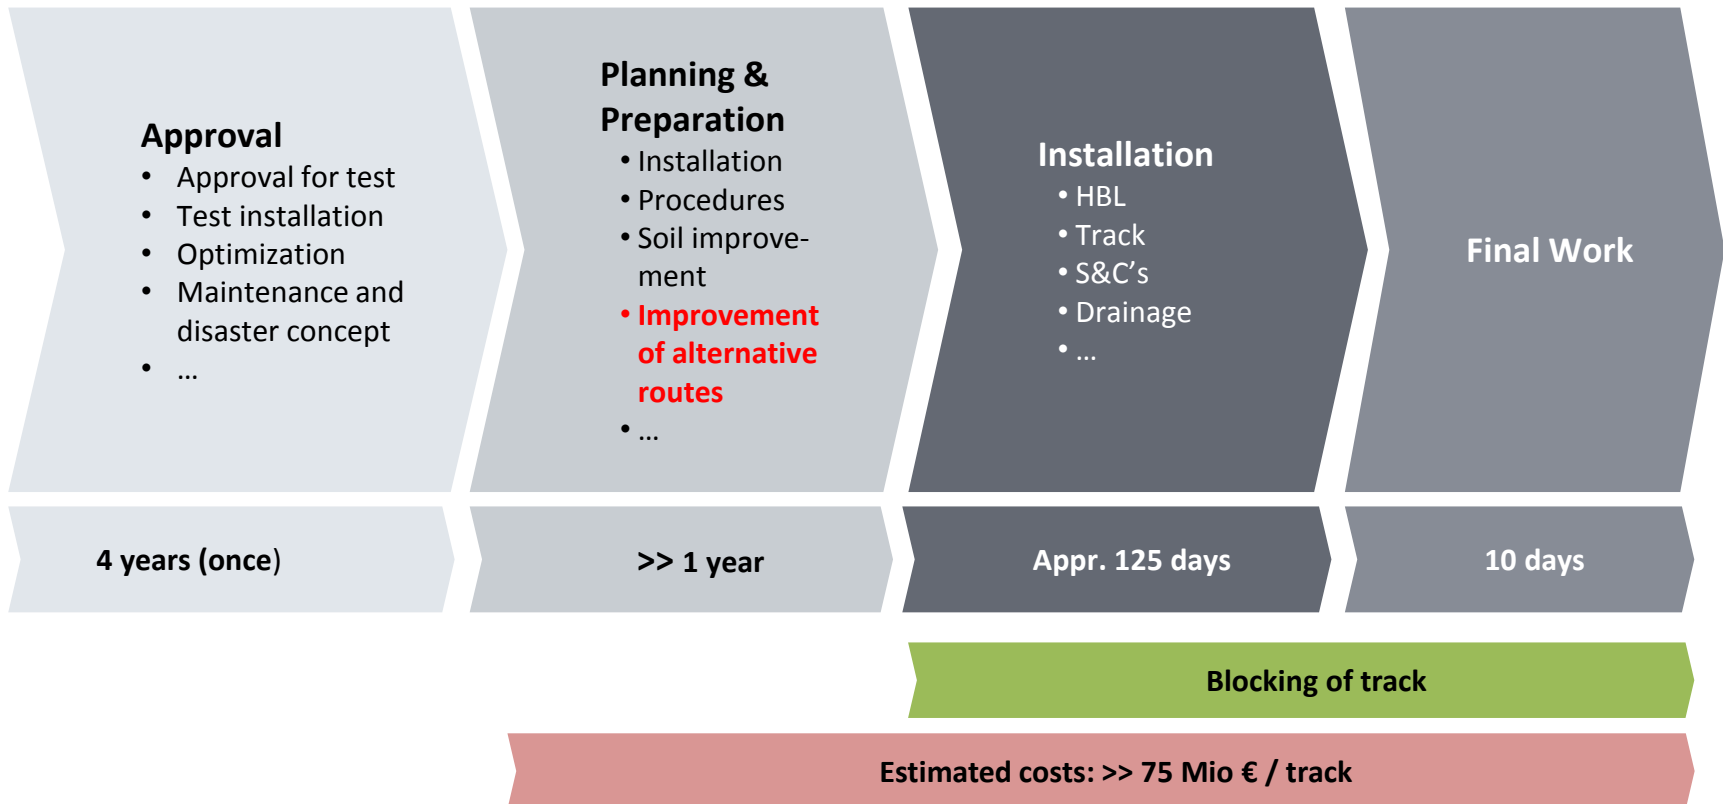 Approval
• Approval for test
• Test installation
• Optimization
• Maintenance and
disaster concept
• ...
Planning &
Preparation
• Installation
• Procedures
• Soil improve-
ment
• Improvement
of alternative
routes
• ...
Installation
• HBL
• Track
• S&C’s
• Drainage
• ...
Final Work
4 years (once)
>> 1 year
Appr. 125 days
10 days
Blocking of track
Estimated costs: >> 75 Mio € / track